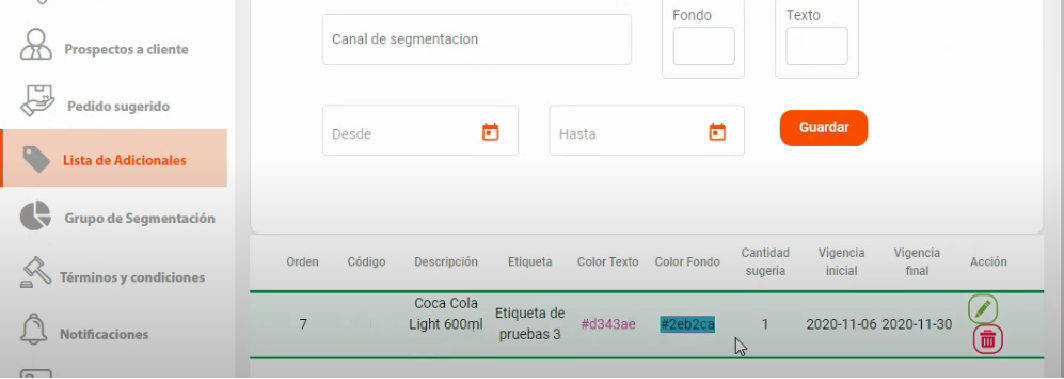 Prospectos a cliente
Pedido sugerido
Lista de Adicionales
Grupo de Segmentación
Términos y condiciones
Notificaciones
Canal de segmentacion
Fondo
Texto
Desde
Hasta
Guardar
Orden
Código
Descripción
Etiqueta
Color Texto
Color Fondo
Cantidad
sugeria
Vigencia
inicial
Vigencia
final
Acción
7
Coca Cola
Light 600ml
Etiqueta de
pruebas 3
#d343ae
#2eb2ca
1
2020-11-06
2020-11-30